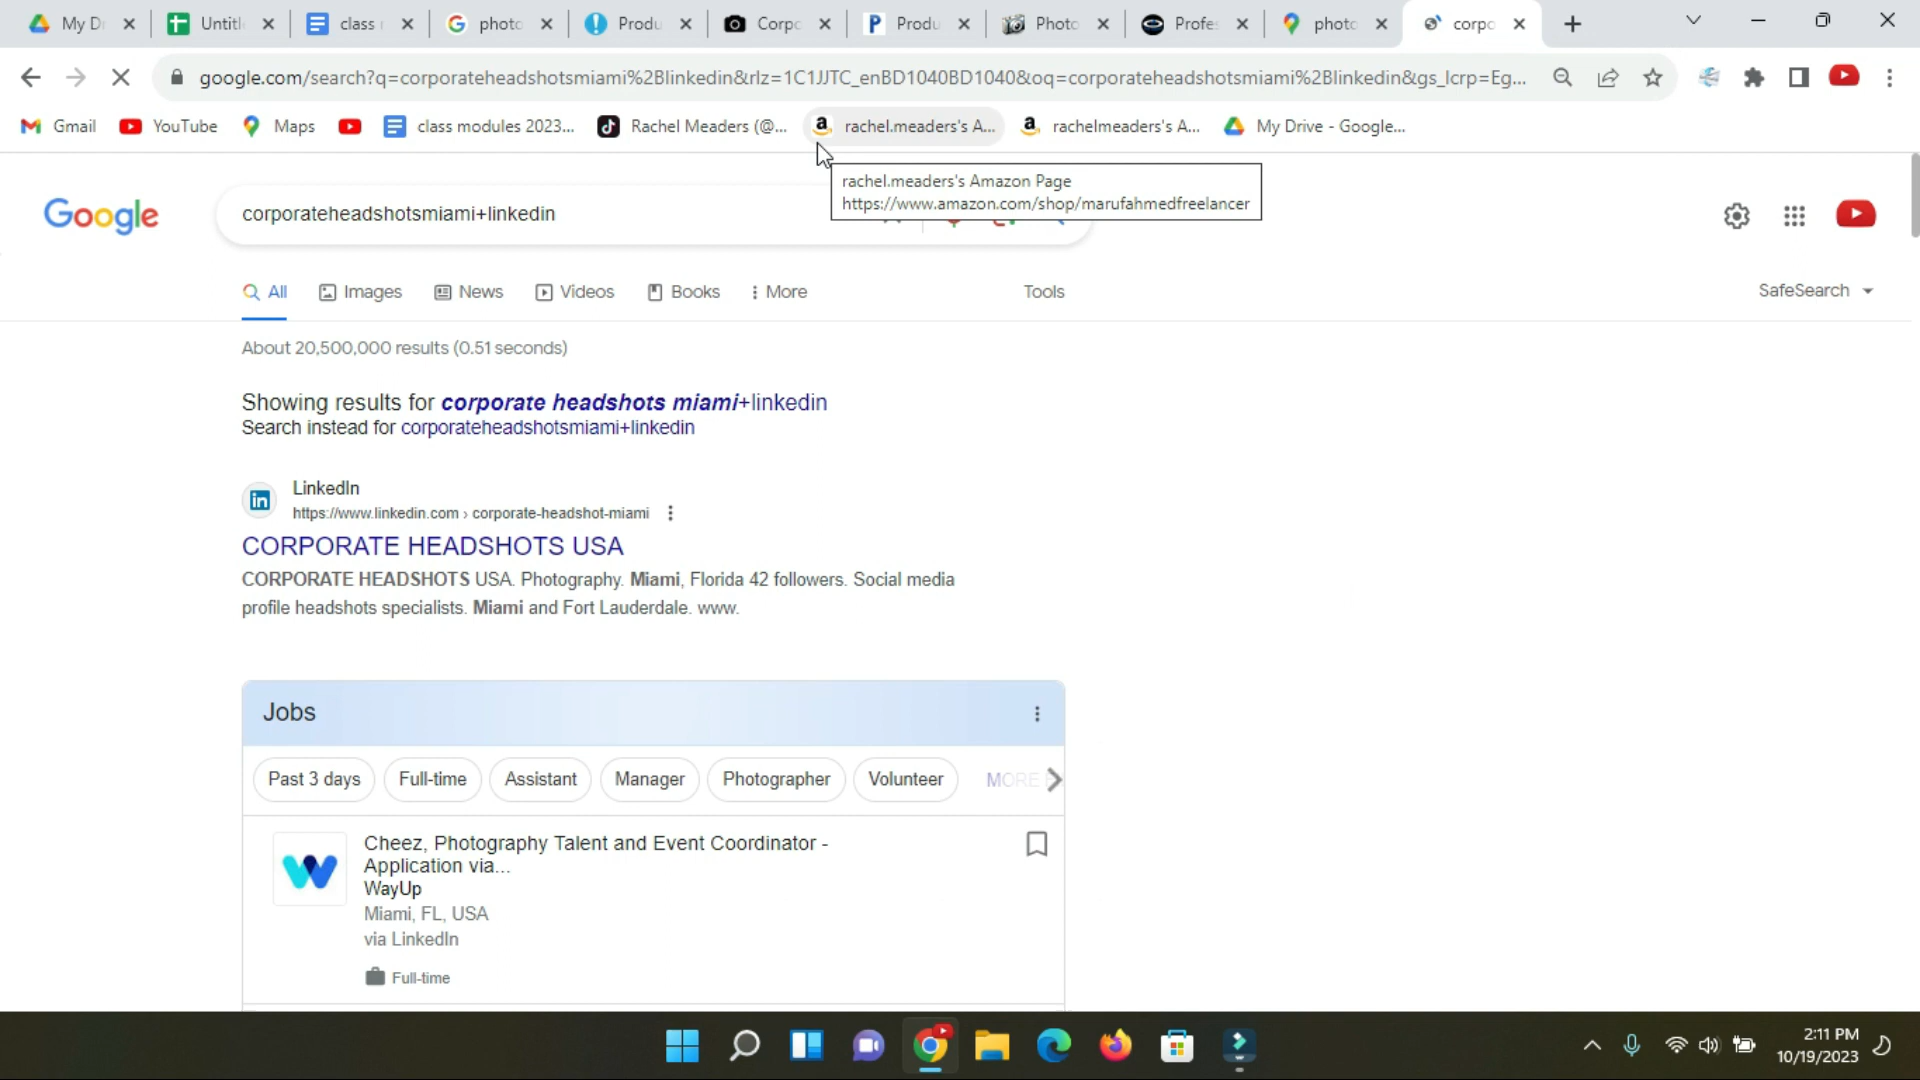 My Dr
Untitl
class
photo
Produ
Corpo
Produ
Photo
Profes
photo
corpo
google.com/search?q=corporateheadshotsmiami%2Blinkedin&rlz=1C1JJTC_enBD1040BD1040&oq=corporateheadshotsmiami%2Blinkedin&gs_lcrp=Eg...
Gmail
YouTube
Maps
class modules 2023...
Rachel Meaders (@...
rachel.meaders's A...
rachelmeaders's A...
My Drive - Google...
rachel.meaders's Amazon Page
https://www.amazon.com/shop/marufahmedfreelancer
Google
corporateheadshotsmiami+linkedin
All
Images
News
Videos
Books
More
Tools
SafeSearch
About 20,500,000 results (0.51 seconds)
Showing results for corporate headshots miami+linkedin
Search instead for corporateheadshotsmiami+linkedin
in
LinkedIn
https://www.linkedin.com › corporate-headshot-miami
CORPORATE HEADSHOTS USA
CORPORATE HEADSHOTS USA. Photography. Miami, Florida 42 followers. Social media
profile headshots specialists. Miami and Fort Lauderdale. www.
Jobs
Past 3 days
Full-time
Assistant
Manager
Photographer
Volunteer
MORE
Cheez, Photography Talent and Event Coordinator -
Application via...
WayUp
Miami, FL, USA
via LinkedIn
Full-time
2:11 PM
10/19/2023